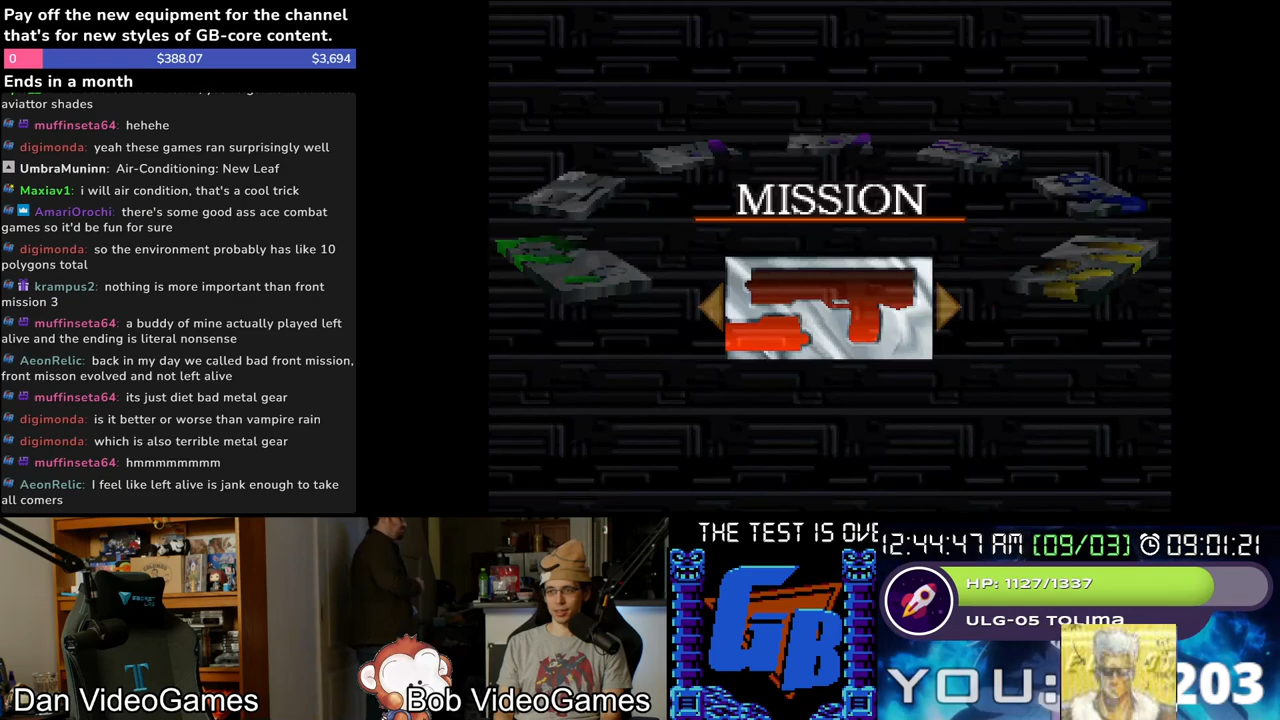 Pay off the new equipment for the channel
that's for new styles of GB-core content.
0 $388.07 $3,694
Ends in a month
aviattor shades
muffinseta64: hehehe
digimonda: yeah these games ran surprisingly well
UmbraMuninn: Air-Conditioning: New Leaf
Maxiav1: i will air condition, that's a cool trick
AmariOrochi: there's some good ass ace combat
games so it'd be fun for sure
digimonda: so the environment probably has like 10
polygons total
krampus2: nothing is more important than front
mission 3
muffinseta64: a buddy of mine actually played left
alive and the ending is literal nonsense
AeonRelic: back in my day we called bad front mission,
front misson evolved and not left alive
muffinseta64: its just diet bad metal gear
digimonda: is it better or worse than vampire rain
digimonda: which is also terrible metal gear
muffinseta64: hmmmmmmmm
AeonRelic: I feel like left alive is jank enough to take
all comers
MISSION
THE TEST IS OVE
12:44:47 AM [09/03] 09:01:21
HP: 1127/1337
ULG-05 TOLIMA
GB
YOU: 203
Dan VideoGames
Bob VideoGames